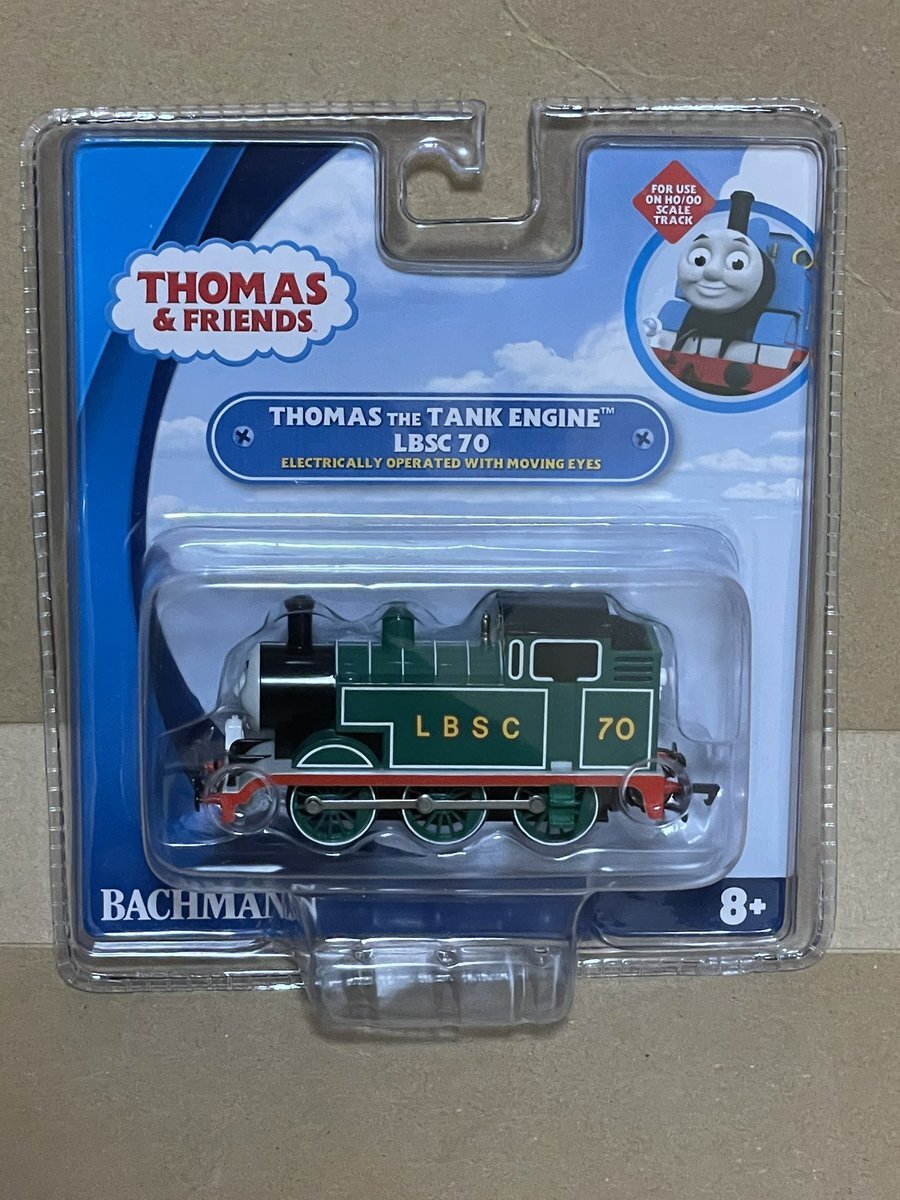 FOR USE
ON HO/OO
SCALE
TRACK
THOMAS
& FRIENDS
THOMAS THE TANK ENGINE™
LBSC 70
ELECTRICALLY OPERATED WITH MOVING EYES
LBSC 70
BACHMANN
8+